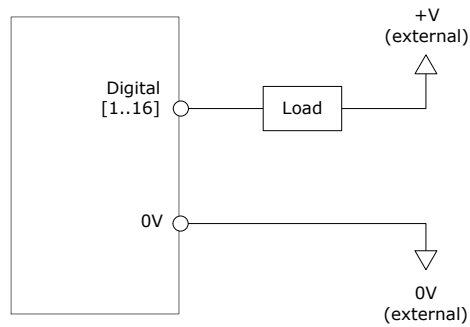 +V
(external)
Digital
[1..16]
Load
0V
0V
(external)